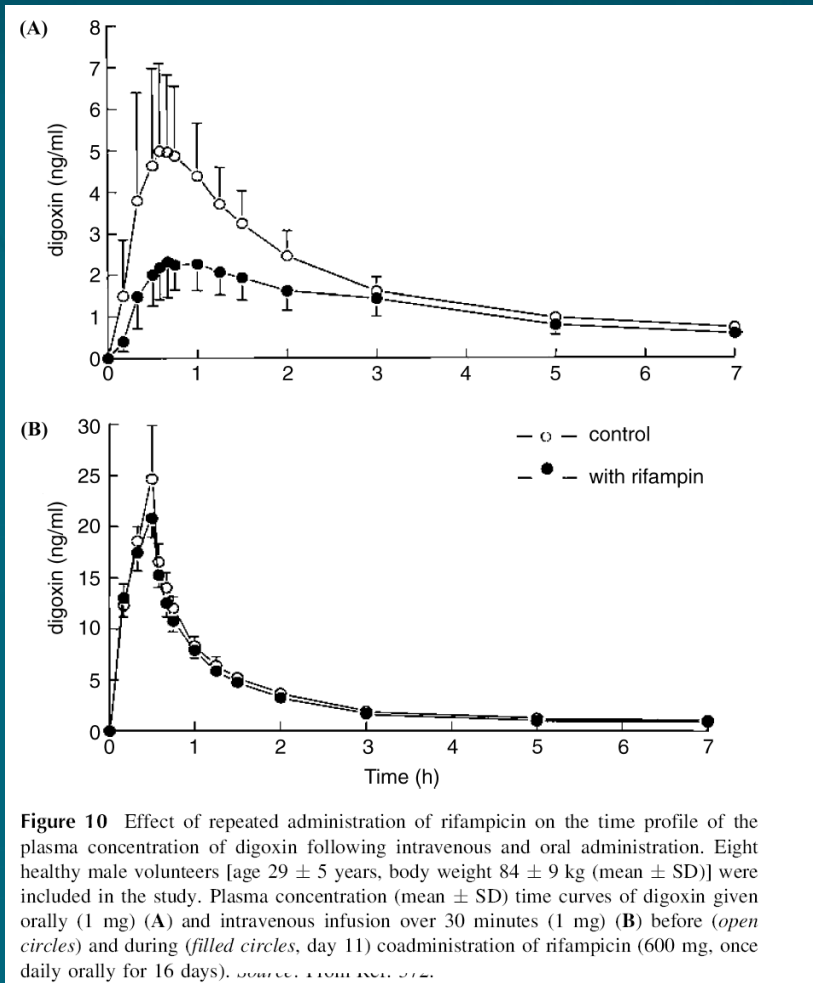 (A)
8
7
6
5
4
3
2
1
0
digoxin (ng/ml)
0 1 2 3 4 5 6 7
(B)
30
25
20
15
10
5
0
digoxin (ng/ml)
control
with rifampin
0 1 2 3 4 5 6 7
Time (h)
Figure 10 Effect of repeated administration of rifampicin on the time profile of the
plasma concentration of digoxin following intravenous and oral administration. Eight
healthy male volunteers [age 29 ± 5 years, body weight 84 ± 9 kg (mean ± SD)] were
included in the study. Plasma concentration (mean ± SD) time curves of digoxin given
orally (1 mg) (A) and intravenous infusion over 30 minutes (1 mg) (B) before (open
circles) and during (filled circles, day 11) coadministration of rifampicin (600 mg, once
daily orally for 16 days).